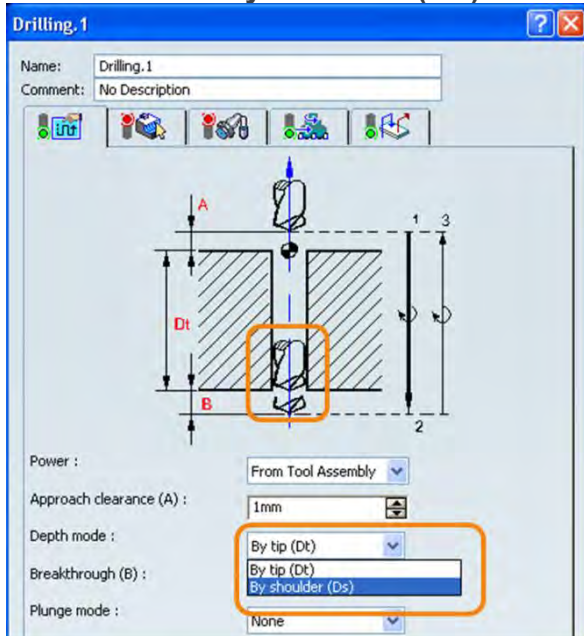 Drilling.1
Name: Drilling.1
Comment: No Description
A
1 3
Dt
B
2
Power : From Tool Assembly
Approach clearance (A) : 1mm
Depth mode : By tip (Dt)
By tip (Dt)
Breakthrough (B) : By shoulder (Ds)
Plunge mode : None